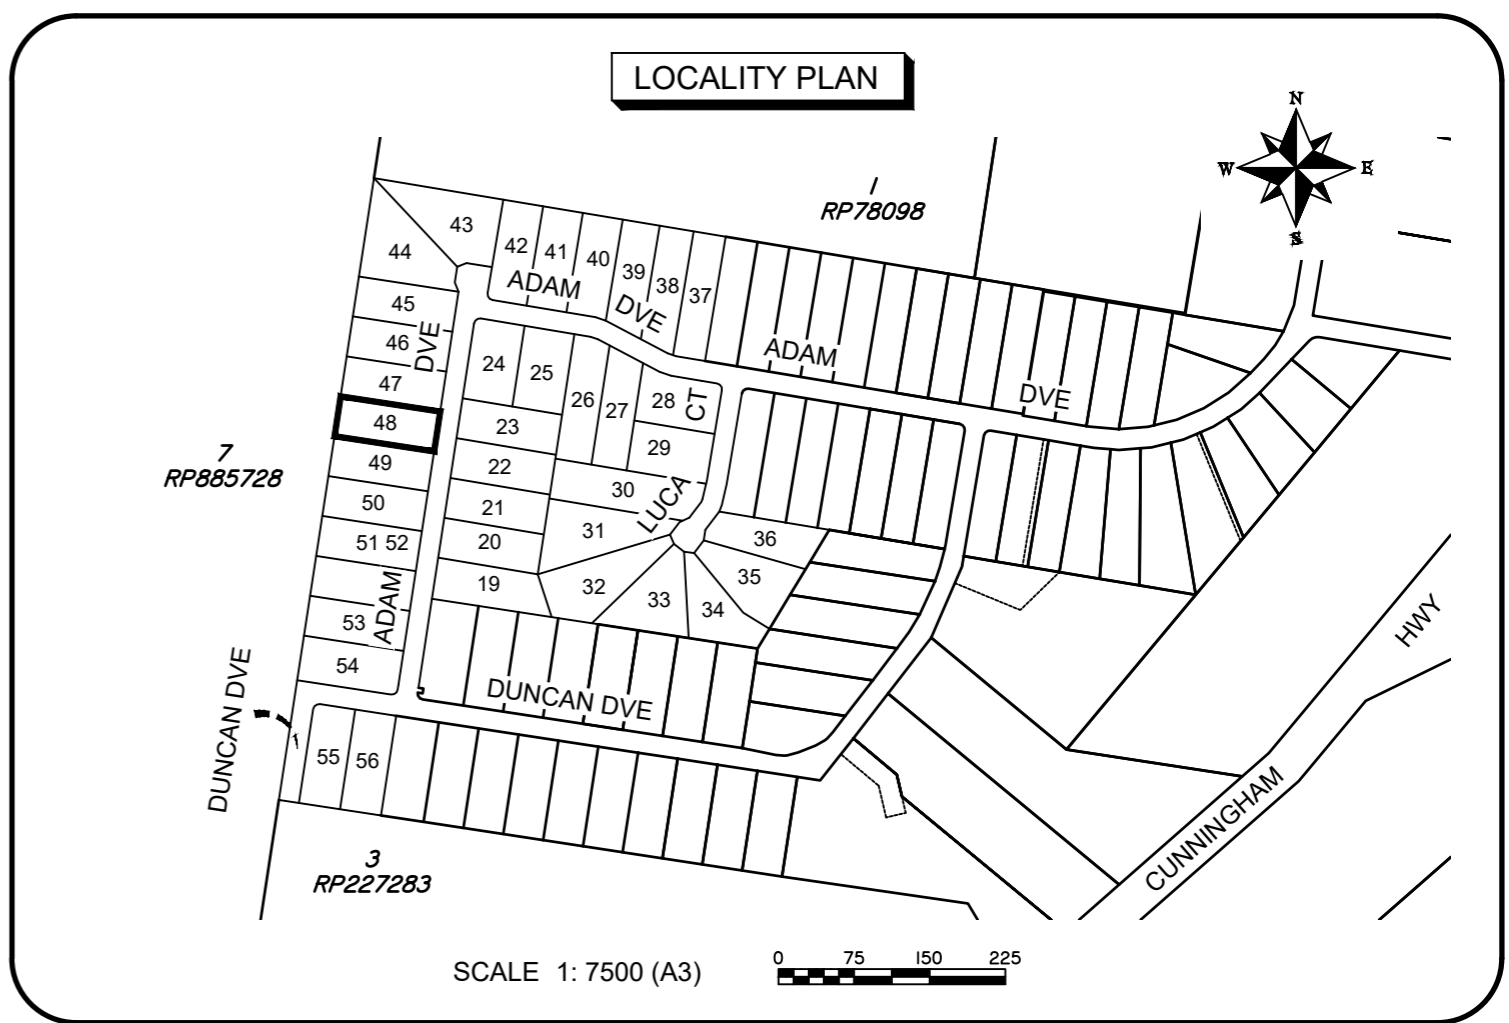 LOCALITY PLAN
N
W
E
S
1
RP78098
43
44
42
41
40
39
38
37
ADAM
DVE
ADAM
DVE
45
46
DVE
47
48
49
50
51 52
53
54
ADAM
24
25
26
27
28
CT
29
23
22
30
21
31
LUCA
20
36
19
32
33
34
35
7
RP885728
DUNCAN DVE
DUNCAN DVE
55
56
HWY
CUNNINGHAM
3
RP227283
SCALE 1: 7500 (A3)
0 75 150 225